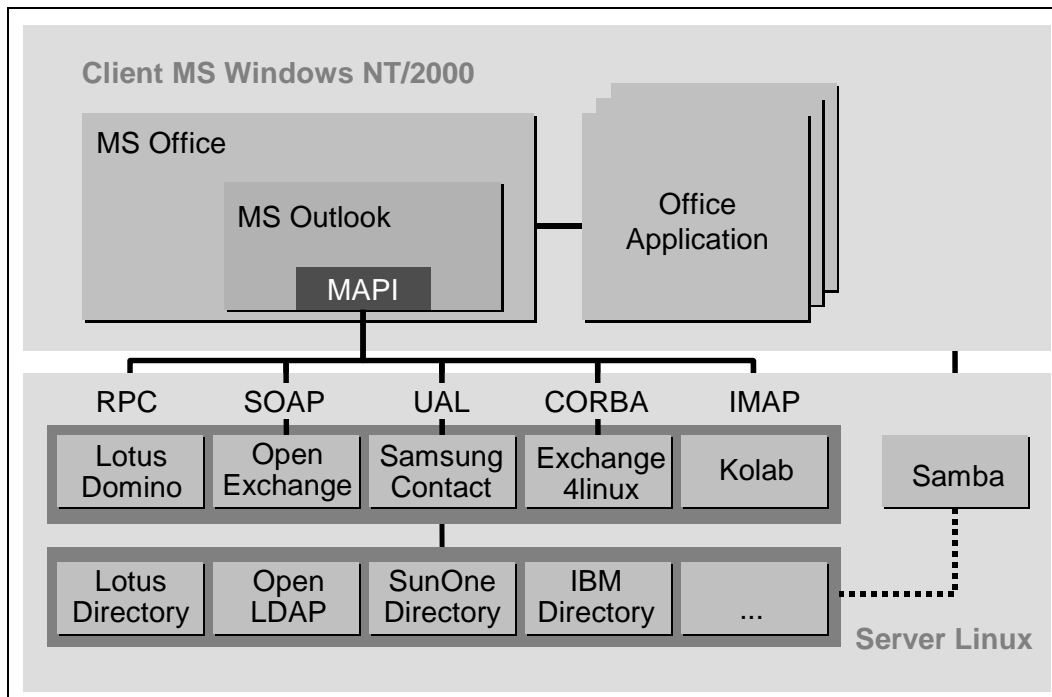 Client MS Windows NT/2000
MS Office
MS Outlook
MAPI
Office
Application
RPC
SOAP
UAL
CORBA
IMAP
Lotus
Domino
Open
Exchange
Samsung
Contact
Exchange
4linux
Kolab
Samba
Lotus
Directory
Open
LDAP
SunOne
Directory
IBM
Directory
...
Server Linux